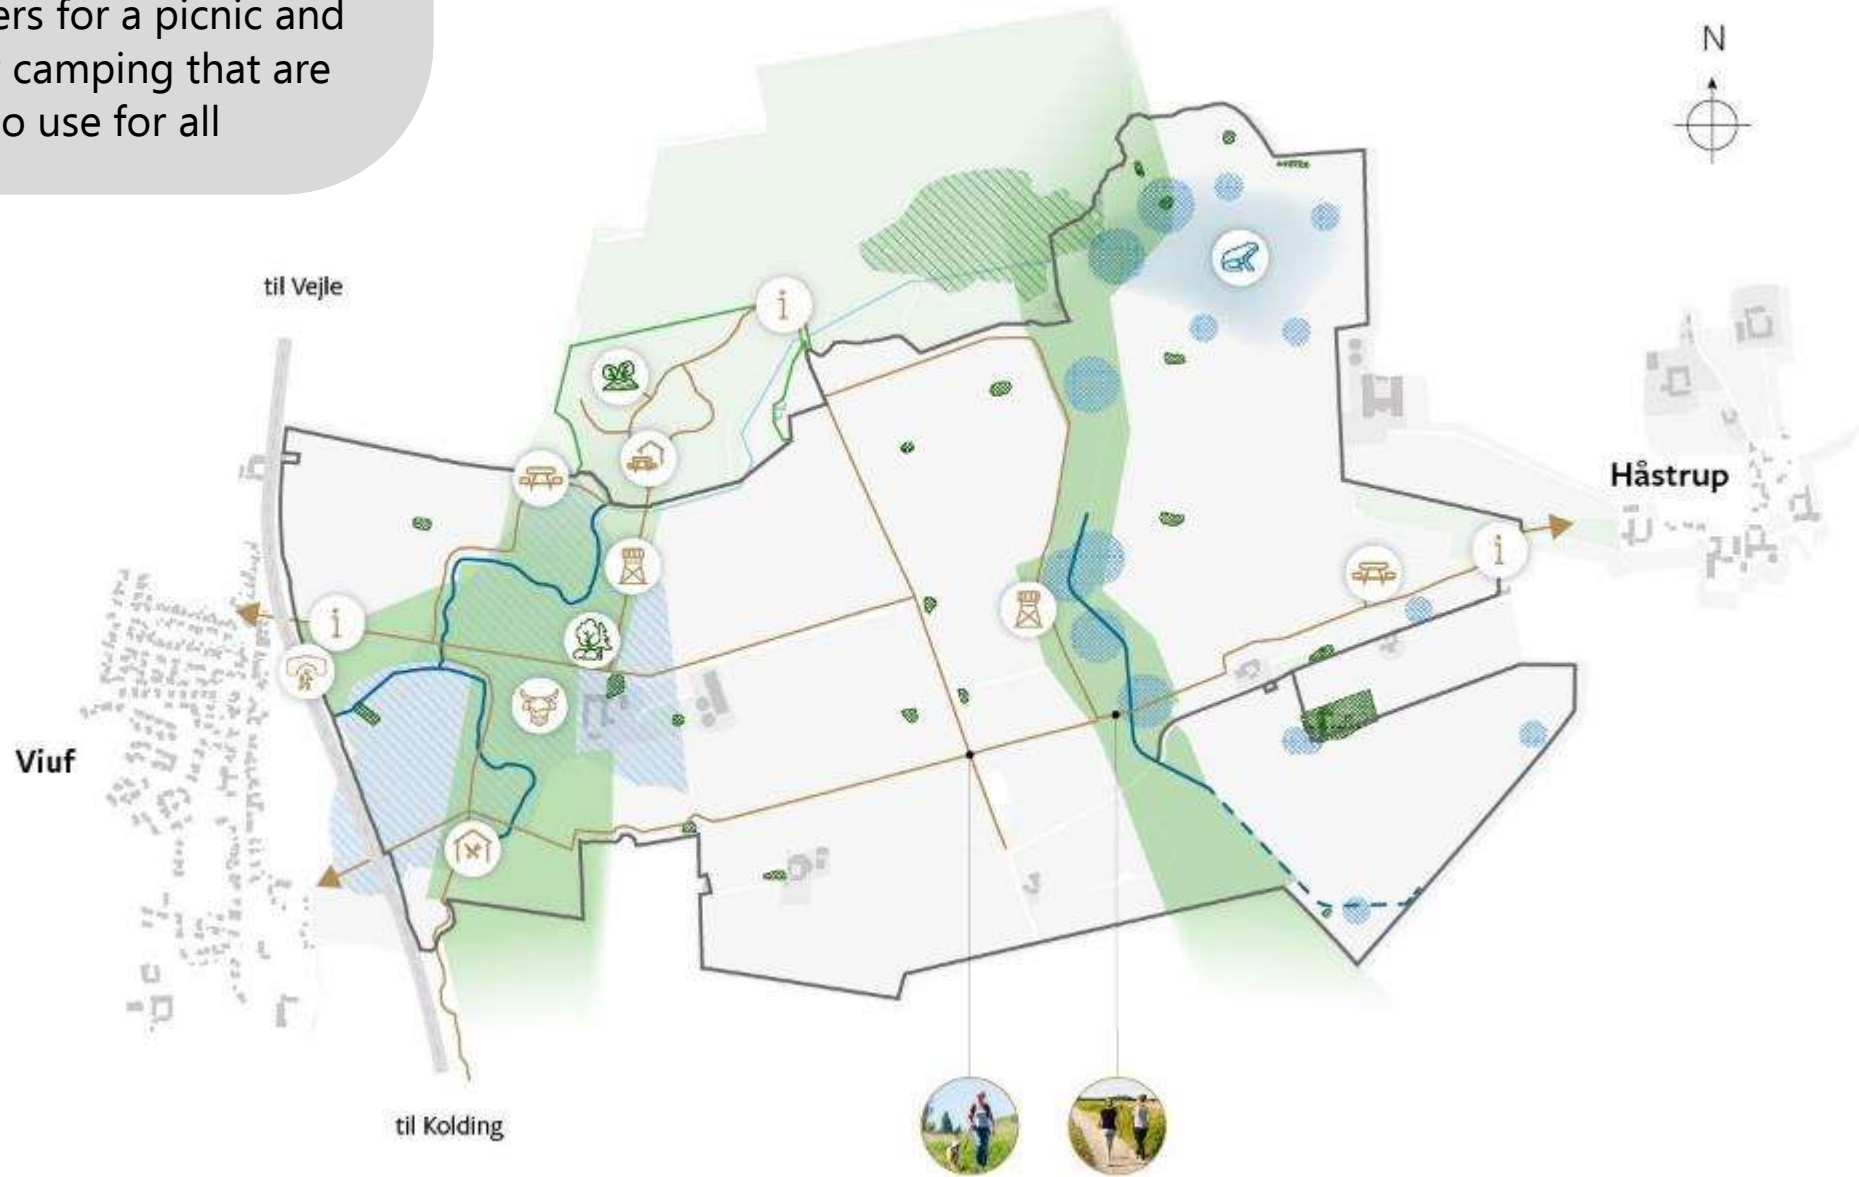 ers for a picnic and
camping that are
o use for all
N
til Vejle
i
i
Håstrup
i
Viuf
til Kolding